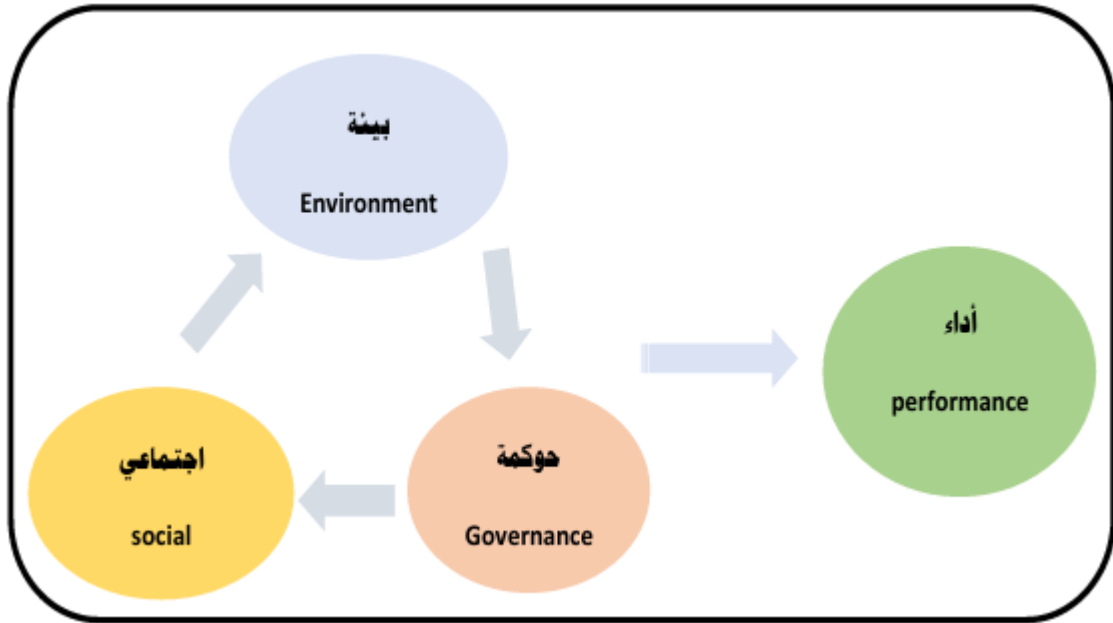 بيئة
Environment
أداء
performance
اجتماعي
social
حوكمة
Governance